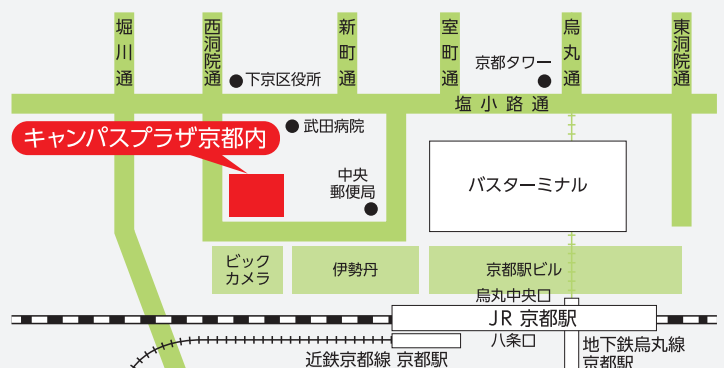 堀川通
西洞院通
新町通
室町通
烏丸通
東洞院通
京都タワー
下京区役所
塩小路通
キャンパスプラザ京都内
武田病院
中央
郵便局
バスターミナル
ビック
カメラ
伊勢丹
京都駅ビル
烏丸中央口
JR 京都駅
八条口
近鉄京都線 京都駅
地下鉄烏丸線
京都駅